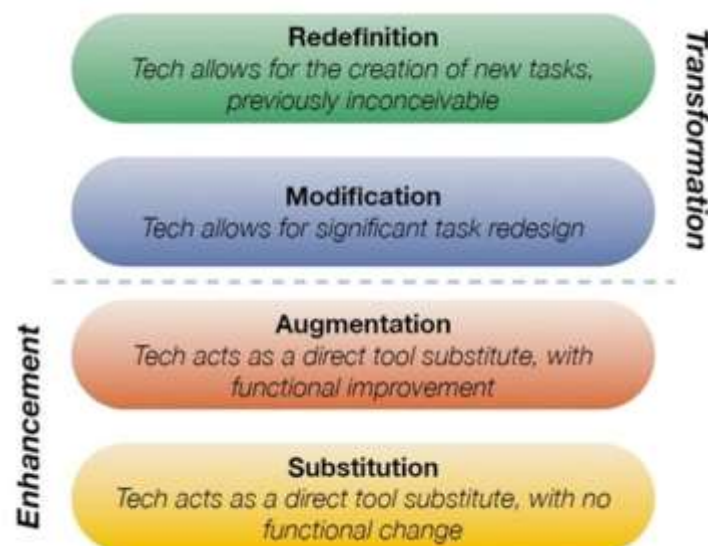 Redefinition
Tech allows for the creation of new tasks,
previously inconceivable
Modification
Tech allows for significant task redesign
Transformation
Augmentation
Tech acts as a direct tool substitute, with
functional improvement
Substitution
Tech acts as a direct tool substitute, with no
functional change
Enhancement